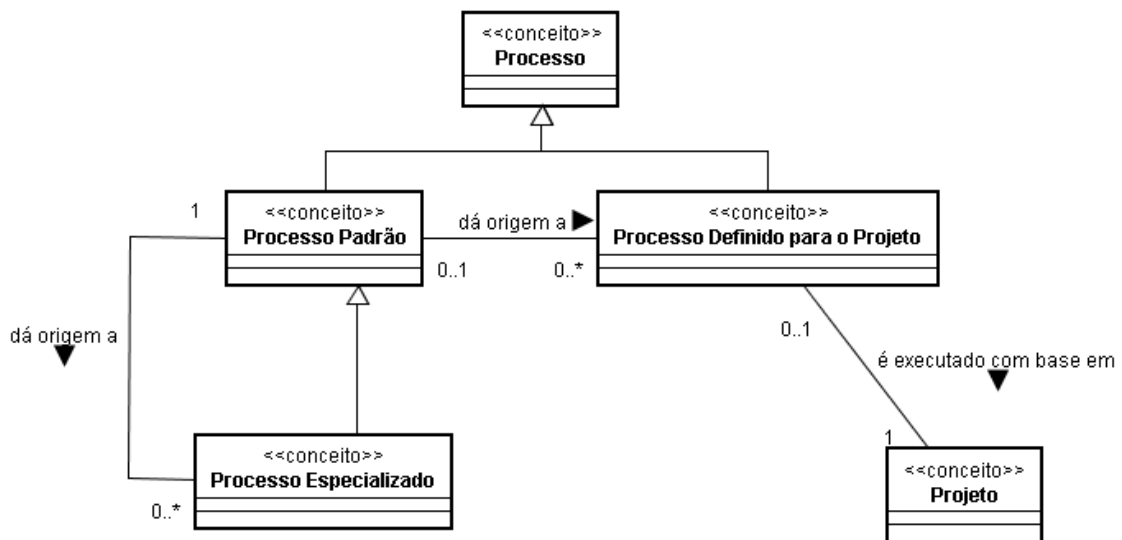 <<conceito>>
Processo
1
<<conceito>>
Processo Padrão
dá origem a
<<conceito>>
Processo Definido para o Projeto
0..1
0..*
dá origem a
0..1
é executado com base em
<<conceito>>
Processo Especializado
0..*
1
<<conceito>>
Projeto